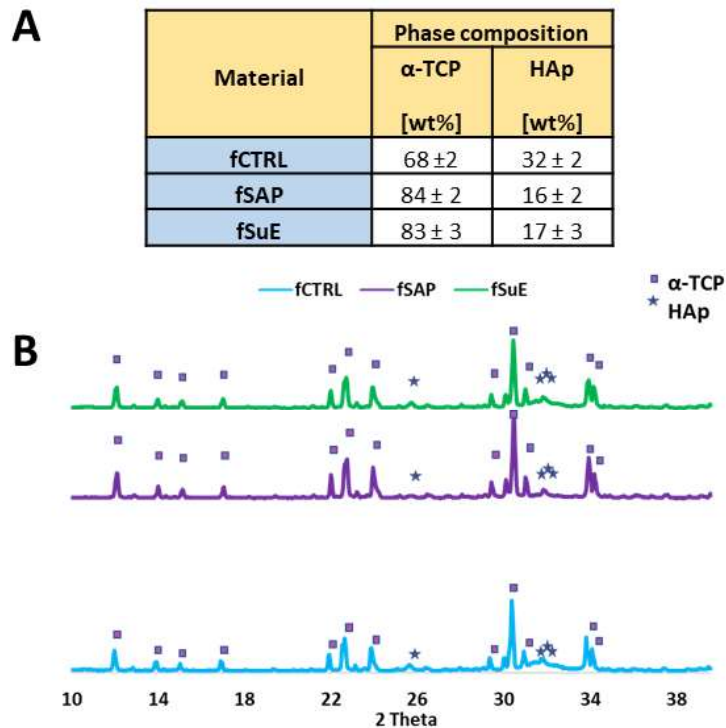 A
Material
Phase composition
α-TCP
[wt%]
HAp
[wt%]
fCTRL 68 ±2 32 ± 2
fSAP 84 ± 2 16 ± 2
fSuE 83 ± 3 17 ± 3
fCTRL fSAP fSuE
α-TCP
HAp
B
10 14 18 22 26 30 34 38
2 Theta